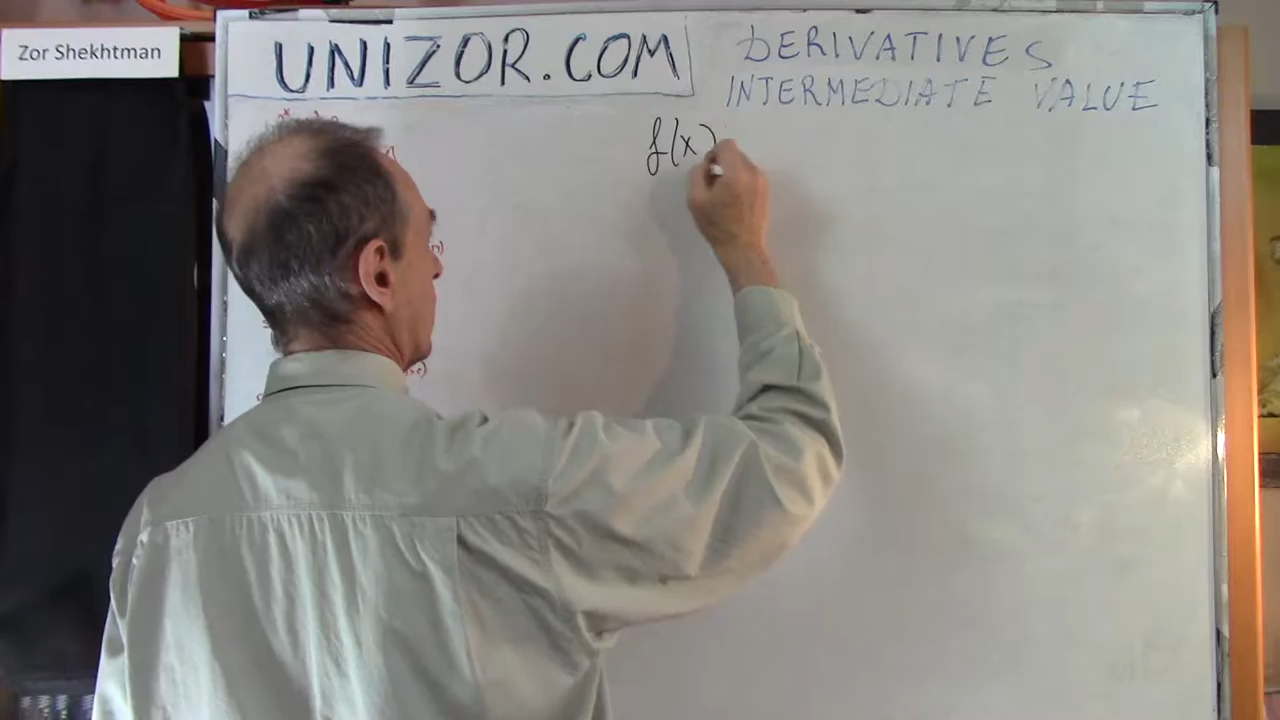 Zor Shekhtman
UNIZOR.COM
DERIVATIVES
INTERMEDIATE VALUE
f(x)